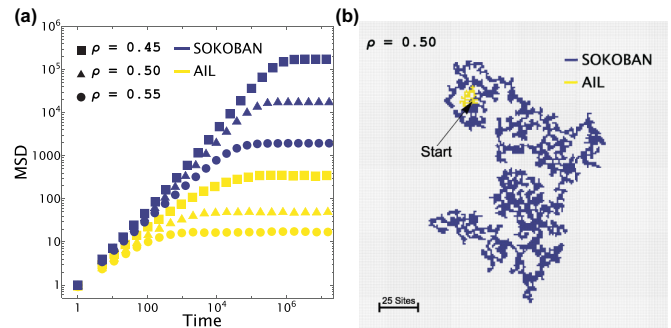 (a)
10^6
10^5
10^4
1000
100
10
1
MSD
ρ = 0.45
ρ = 0.50
ρ = 0.55
SOKOBAN
AIL
1 100 10^4 10^6
Time
(b)
ρ = 0.50
SOKOBAN
AIL
Start
25 Sites